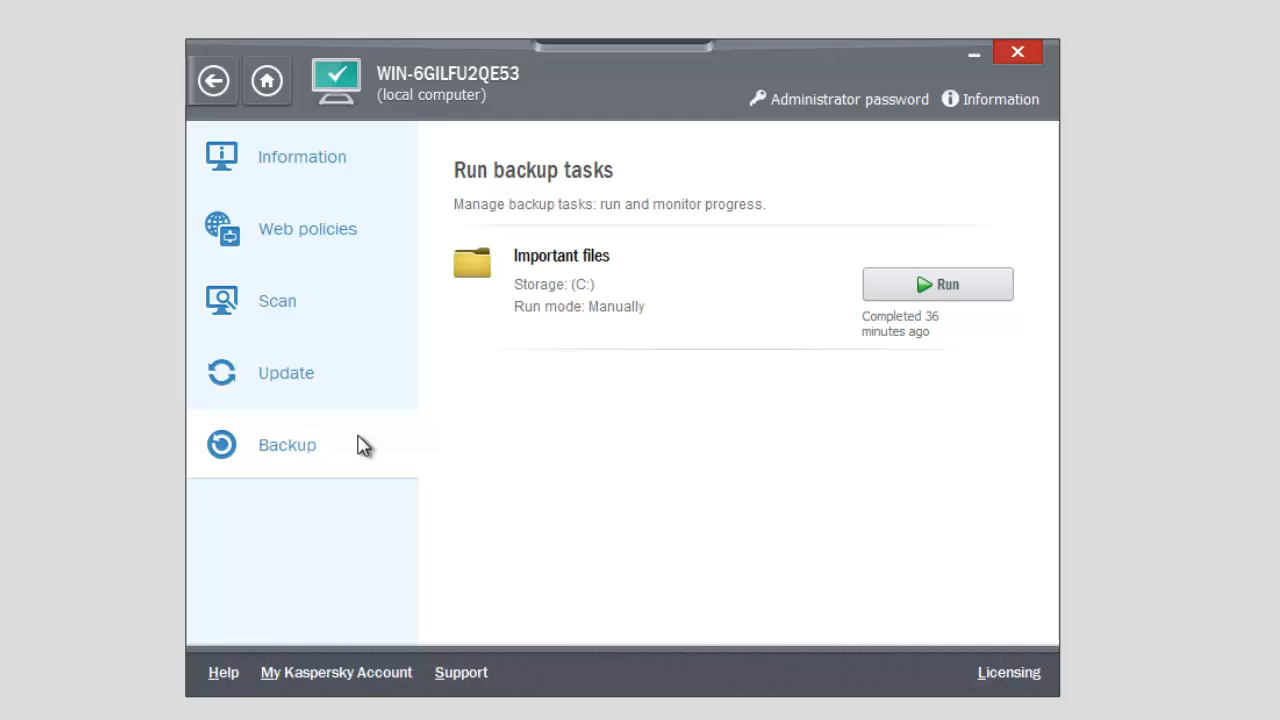 WIN-6GILFU2QE53
(local computer)
Administrator password
Information
Information
Web policies
Scan
Update
Backup
Run backup tasks
Manage backup tasks: run and monitor progress.
Important files
Storage: (C:)
Run mode: Manually
Run
Completed 36
minutes ago
Help
My Kaspersky Account
Support
Licensing